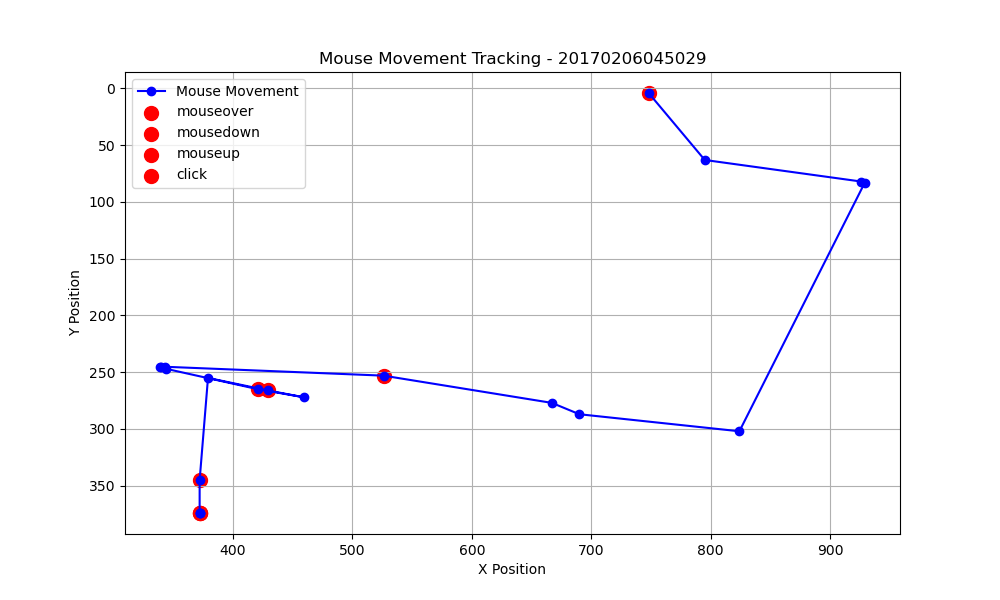 Mouse Movement Tracking - 20170206045029
Mouse Movement
mouseover
mousedown
mouseup
click
0
50
100
150
200
250
300
350
Y Position
400 500 600 700 800 900
X Position